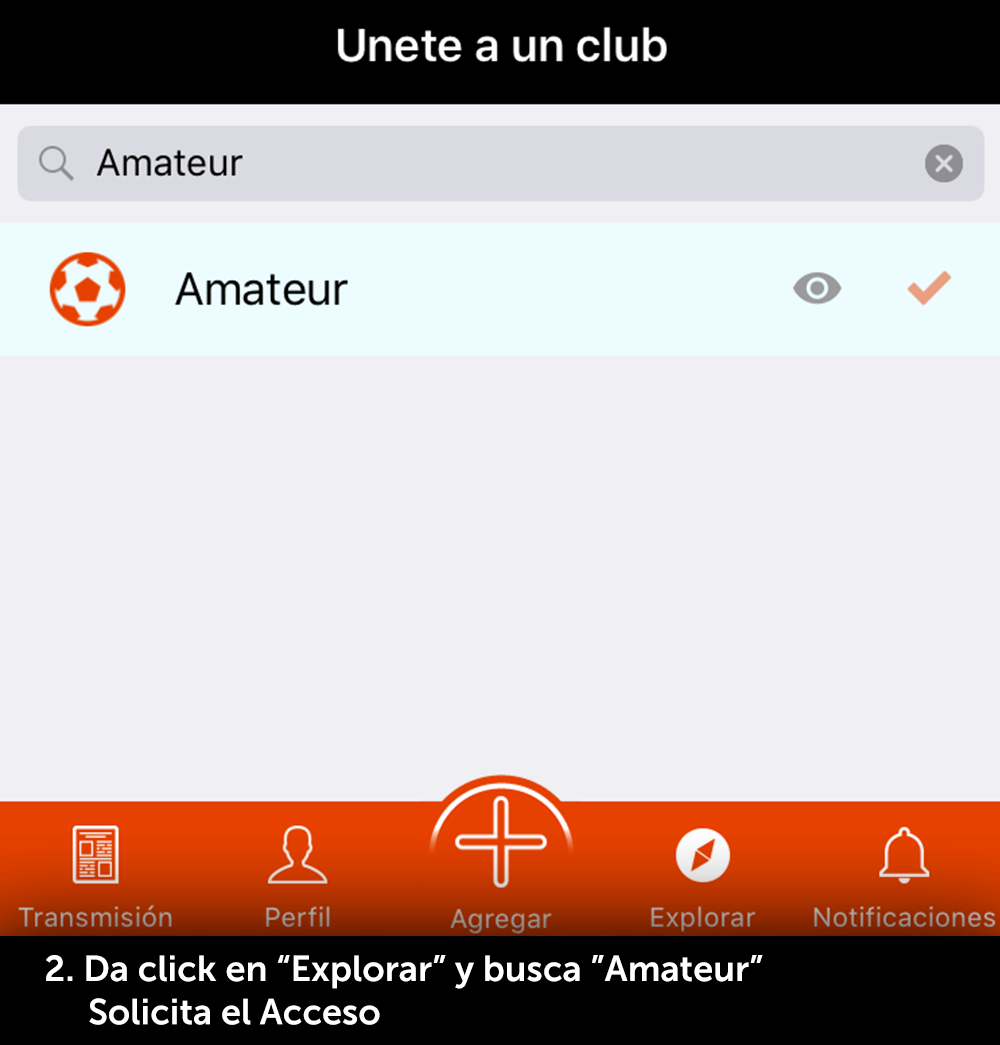 Unete a un club
Amateur
Amateur
Transmisión
Perfil
Agregar
Explorar
Notificaciones
2. Da click en “Explorar” y busca ”Amateur”
Solicita el Acceso